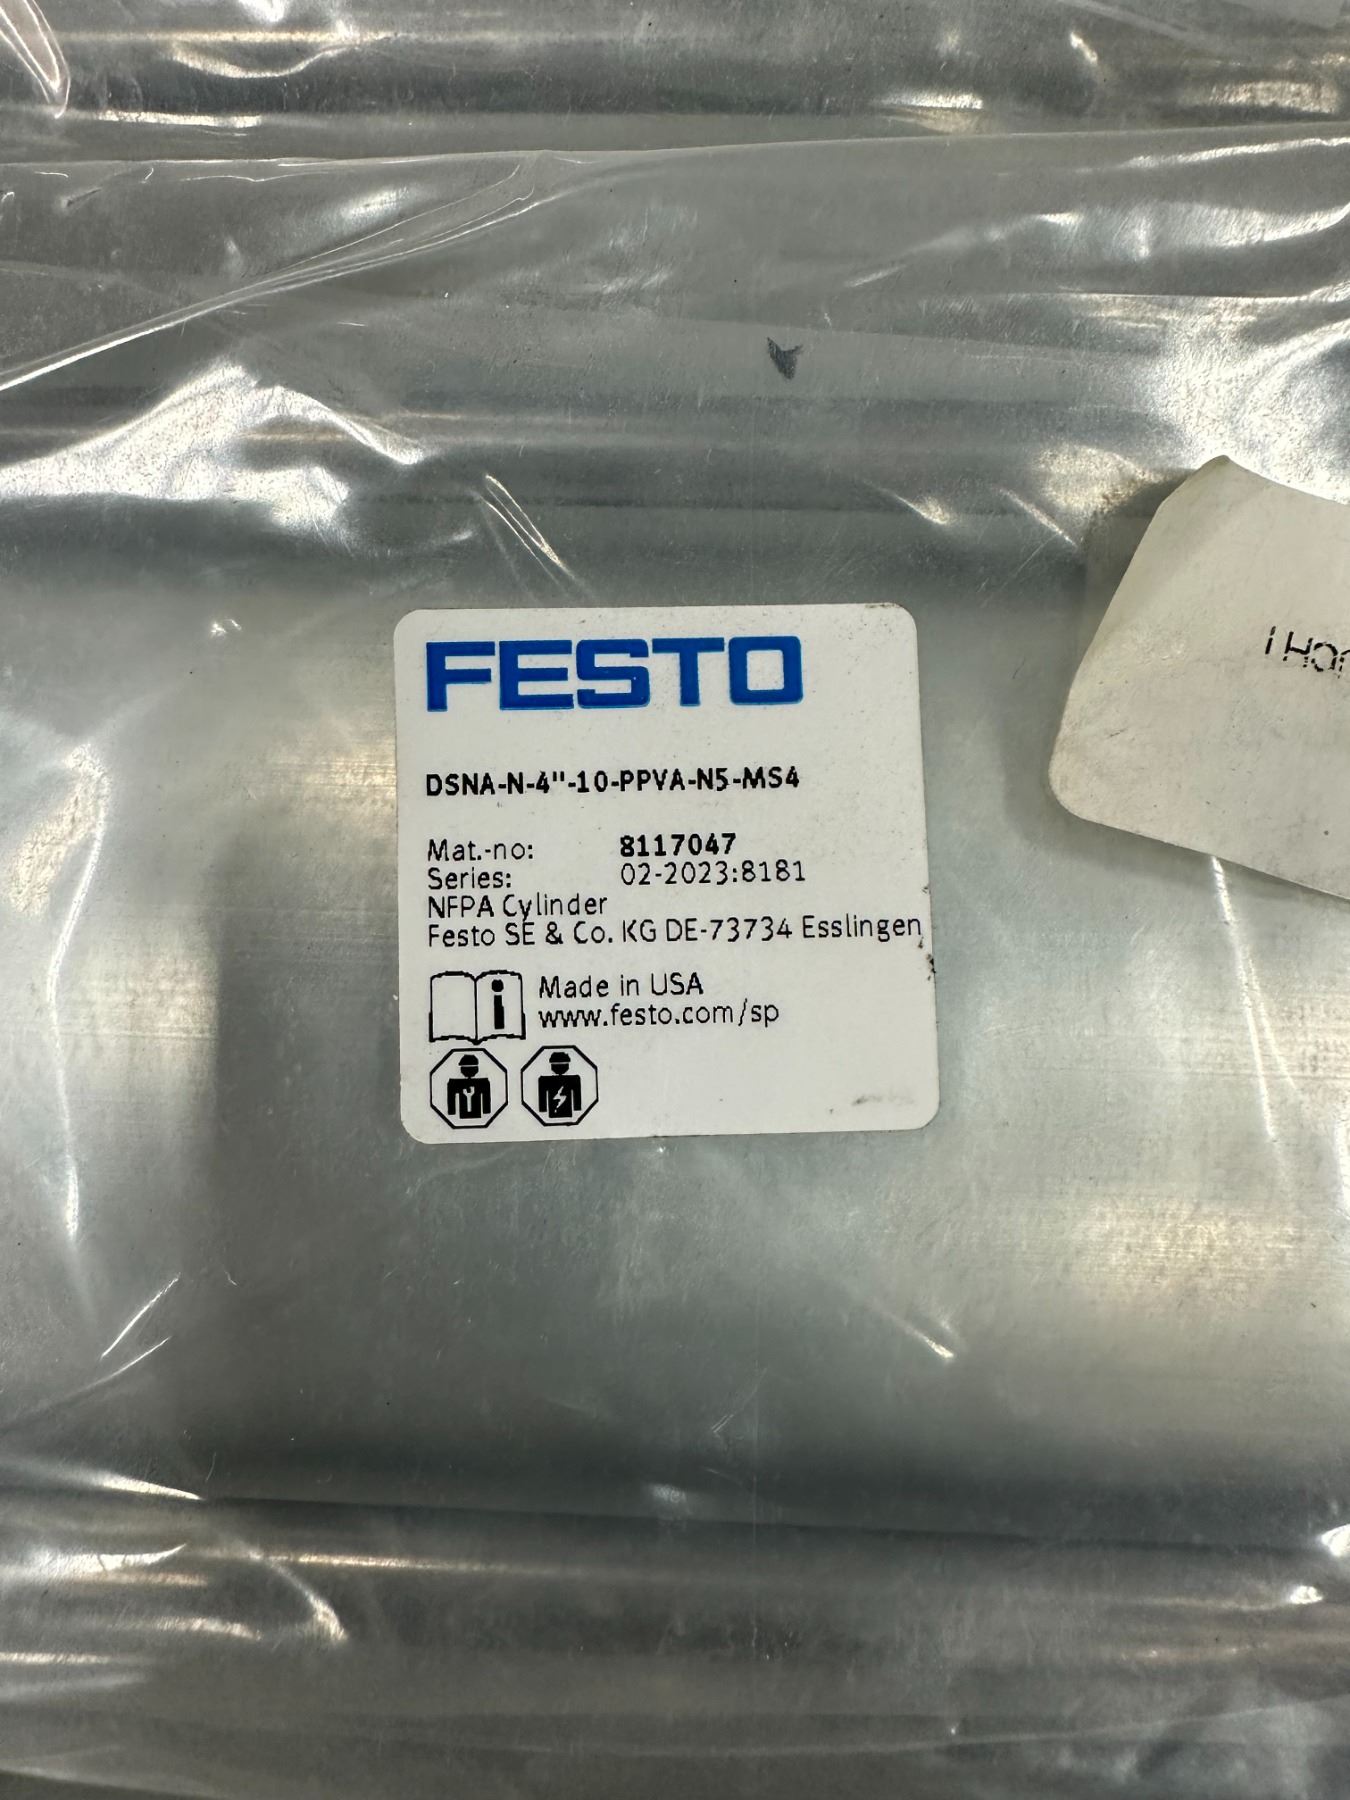 FESTO
DSNA-N-4"-10-PPVA-N5-MS4
Mat.-no: 8117047
Series: 02-2023:8181
NFPA Cylinder
Festo SE & Co. KG DE-73734 Esslingen
Made in USA
www.festo.com/sp